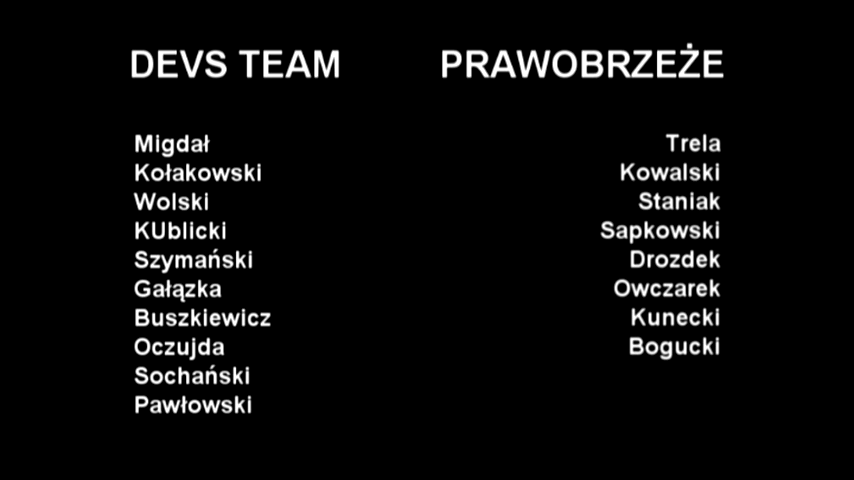 DEVS TEAM
Migdał
Kołakowski
Wolski
KUblicki
Szymański
Gałązka
Buszkiewicz
Oczujda
Sochański
Pawłowski
PRAWOBRZEŻE
Trela
Kowalski
Staniak
Sapkowski
Drozdek
Owczarek
Kunecki
Bogucki